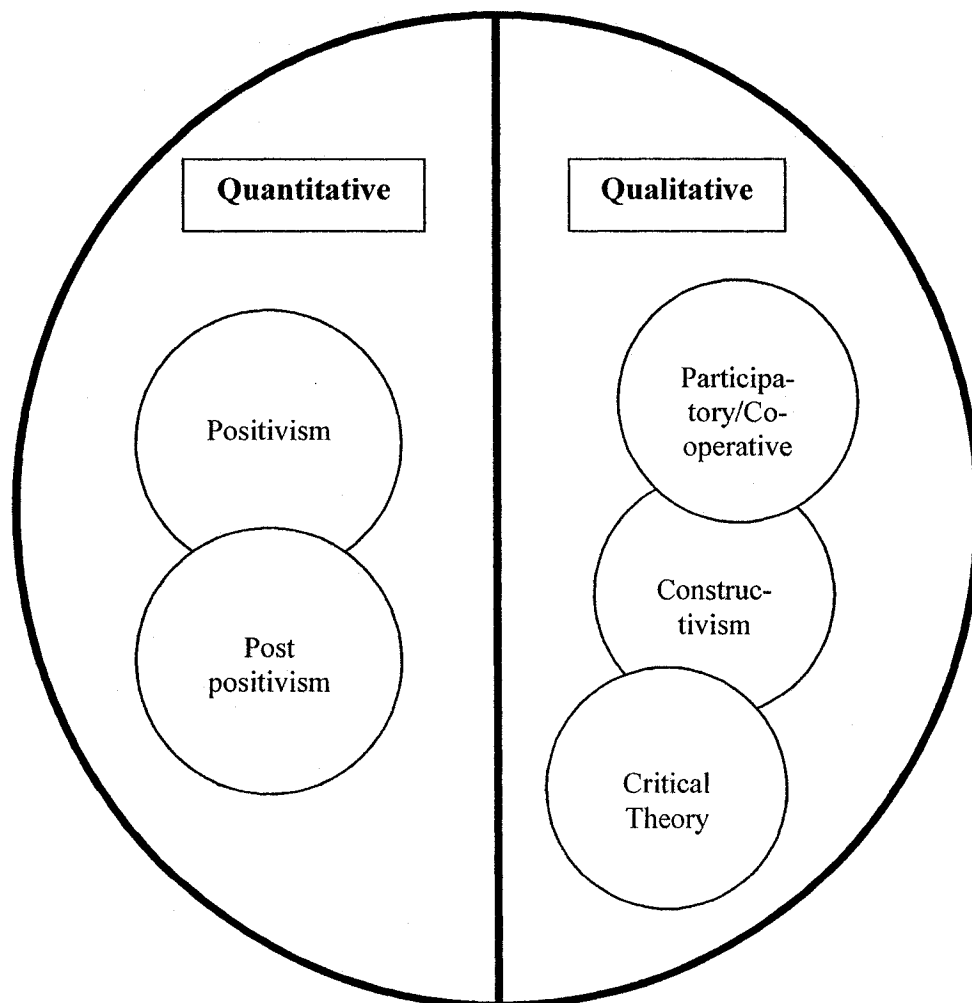 Quantitative
Qualitative
Positivism
Post
positivism
Participa-
tory/Co-
operative
Construc-
tivism
Critical
Theory